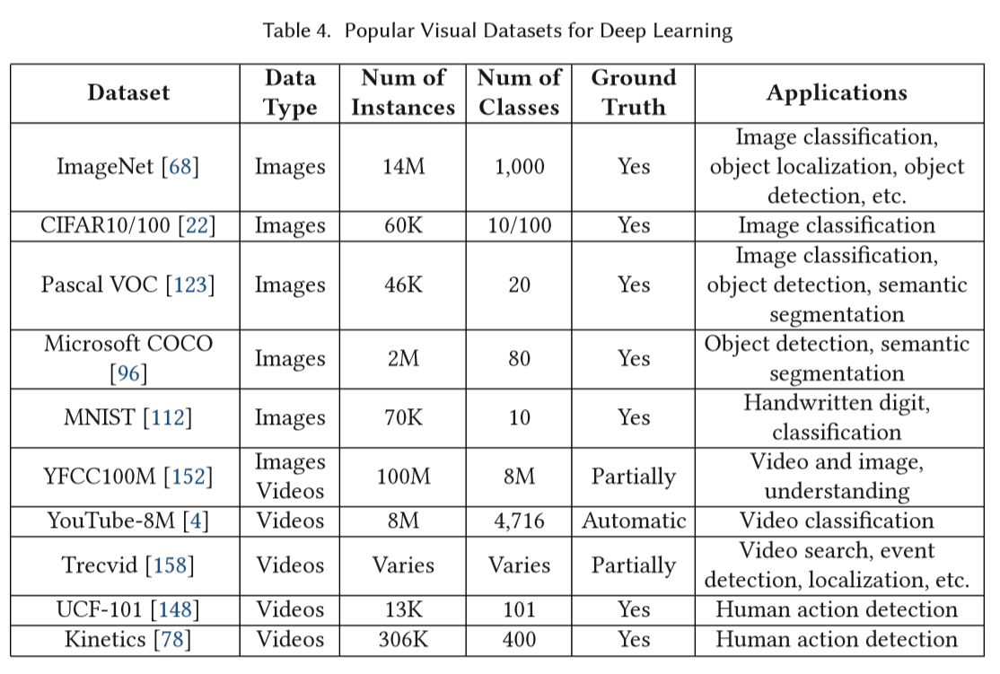 Table 4. Popular Visual Datasets for Deep Learning
Dataset Data Type Num of Instances Num of Classes Ground Truth Applications
ImageNet [68] Images 14M 1,000 Yes Image classification, object localization, object detection, etc.
CIFAR10/100 [22] Images 60K 10/100 Yes Image classification
Pascal VOC [123] Images 46K 20 Yes Image classification, object detection, semantic segmentation
Microsoft COCO [96] Images 2M 80 Yes Object detection, semantic segmentation
MNIST [112] Images 70K 10 Yes Handwritten digit, classification
YFCC100M [152] Images Videos 100M 8M Partially Video and image, understanding
YouTube-8M [4] Videos 8M 4,716 Automatic Video classification
Trecvid [158] Videos Varies Varies Partially Video search, event detection, localization, etc.
UCF-101 [148] Videos 13K 101 Yes Human action detection
Kinetics [78] Videos 306K 400 Yes Human action detection